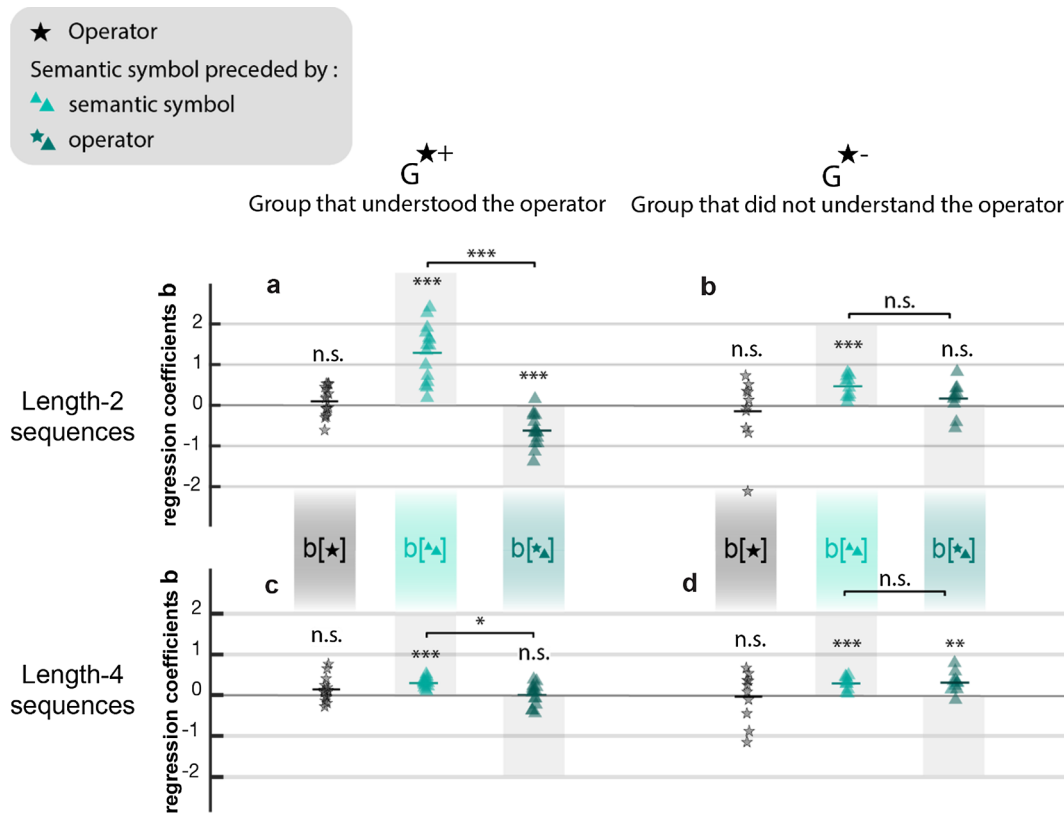 ★ Operator
Semantic symbol preceded by :
semantic symbol
operator
G★+
Group that understood the operator
G★-
Group that did not understand the operator
Length-2
sequences
regression coefficients b
a
***
***
n.s.
***
2
1
0
-1
-2
b
n.s.
***
n.s.
n.s.
b[★]
b[▲▲]
b[★▲]
b[★]
b[▲▲]
b[★▲]
Length-4
sequences
regression coefficients b
c
*
n.s.
***
n.s.
2
1
0
-1
-2
d
n.s.
n.s.
***
**